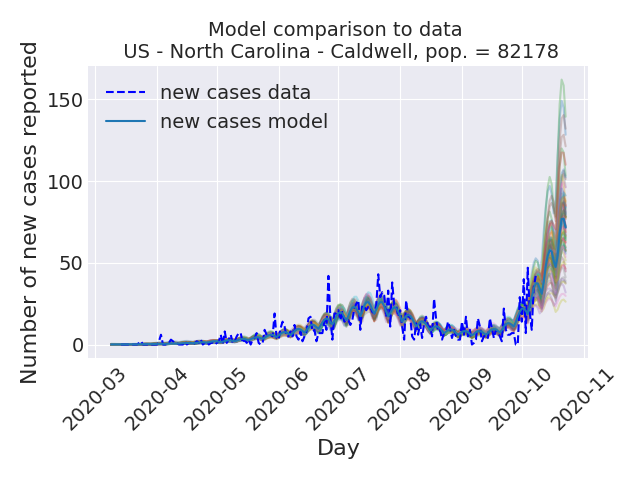 Model comparison to data
US - North Carolina - Caldwell, pop. = 82178
Number of new cases reported
150
100
50
0
new cases data
new cases model
2020-03
2020-04
2020-05
2020-06
2020-07
2020-08
2020-09
2020-10
2020-11
Day